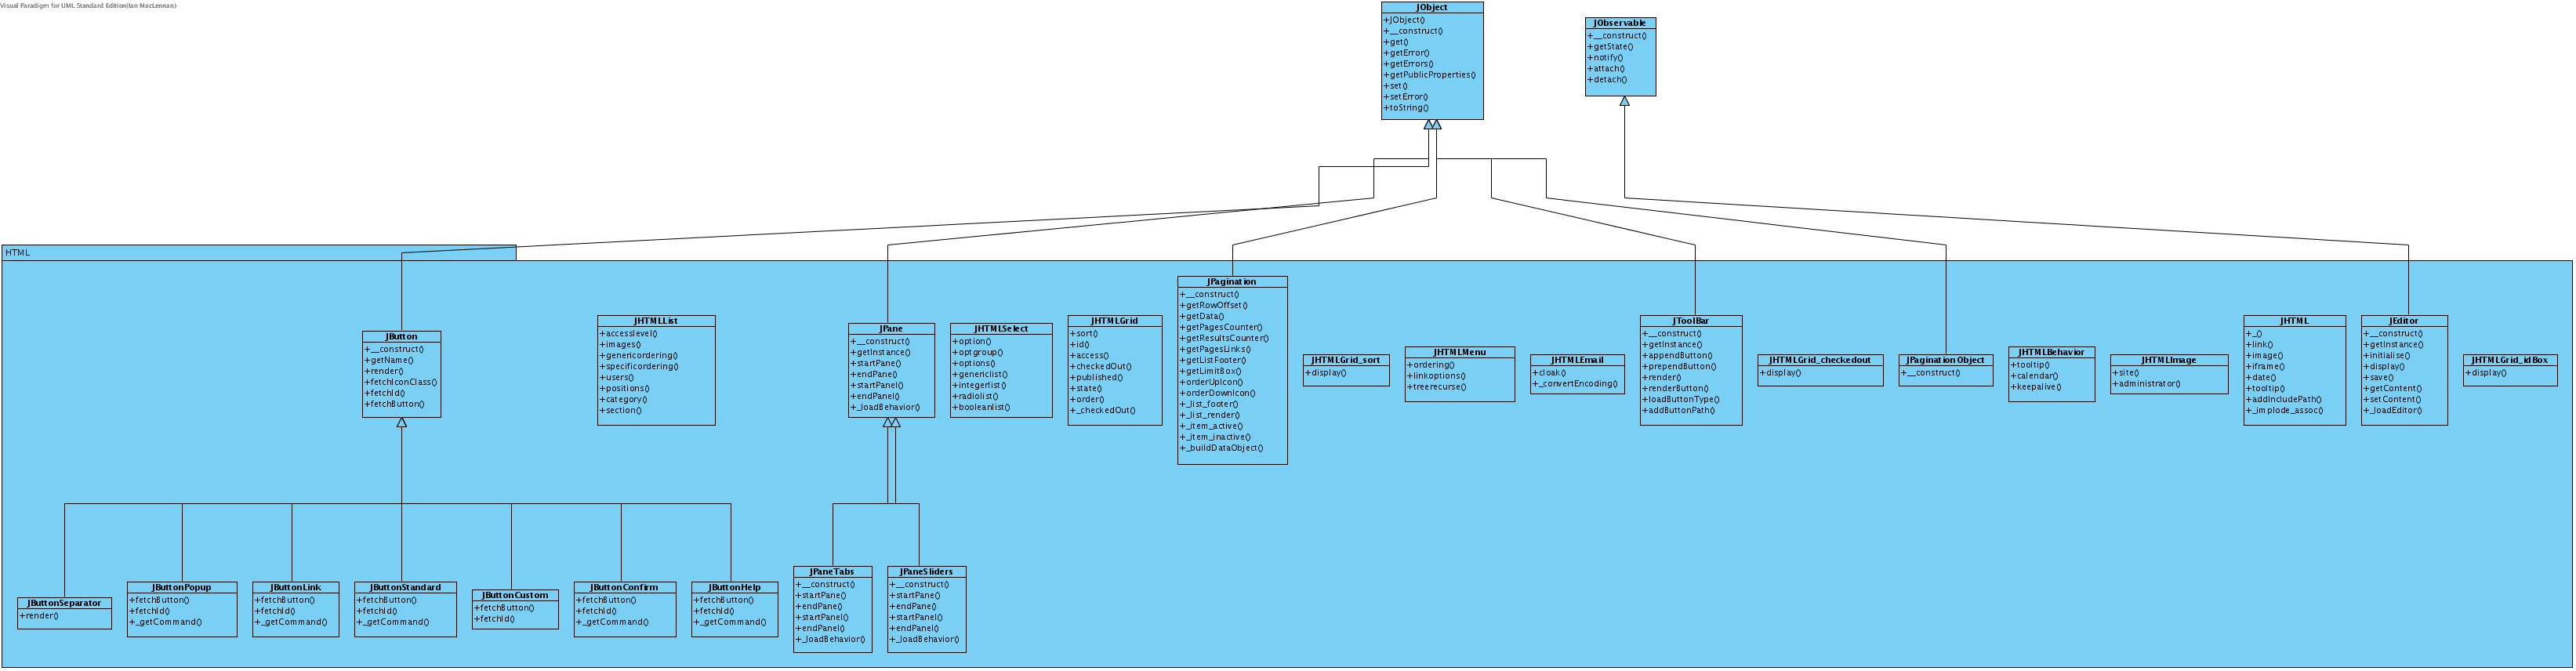 Visual Paradigm for UML Standard Edition(Ian MacLennan)
JObject
+JObject()
+__construct()
+get()
+getError()
+getErrors()
+getPublicProperties()
+set()
+setError()
+toString()
JObservable
+__construct()
+getState()
+notify()
+attach()
+detach()
HTML
JButton
+__construct()
+getName()
+render()
+fetchIconClass()
+fetchId()
+fetchButton()
JHTMLList
+accesslevel()
+images()
+genericordering()
+specificordering()
+users()
+positions()
+category()
+section()
JPane
+__construct()
+getInstance()
+startPane()
+endPane()
+startPanel()
+endPanel()
+_loadBehavior()
JHTMLSelect
+option()
+optgroup()
+options()
+genericlist()
+integerlist()
+radiolist()
+booleanlist()
JHTMLGrid
+sort()
+id()
+access()
+checkedOut()
+published()
+state()
+order()
+_checkedOut()
JPagination
+__construct()
+getRowOffset()
+getData()
+getPagesCounter()
+getResultsCounter()
+getPagesLinks()
+getListFooter()
+getLimitBox()
+orderUpIcon()
+orderDownIcon()
+_list_footer()
+_list_render()
+_item_active()
+_item_inactive()
+_buildDataObject()
JHTMLGrid_sort
+display()
JHTMLMenu
+ordering()
+linkoptions()
+treerecurse()
JHTMLEmail
+cloak()
+_convertEncoding()
JToolBar
+__construct()
+getInstance()
+appendButton()
+prependButton()
+render()
+renderButton()
+loadButtonType()
+addButtonPath()
JHTMLGrid_checkedout
+display()
JPaginationObject
+__construct()
JHTMLBehavior
+tooltip()
+calendar()
+keepalive()
JHTMLImage
+site()
+administrator()
JHTML
+_()
+link()
+image()
+iframe()
+date()
+tooltip()
+addIncludePath()
+_implode_assoc()
JEditor
+__construct()
+getInstance()
+initialise()
+display()
+save()
+getContent()
+setContent()
+_loadEditor()
JHTMLGrid_idBox
+display()
JButtonSeparator
+render()
JButtonPopup
+fetchButton()
+fetchId()
+_getCommand()
JButtonLink
+fetchButton()
+fetchId()
+_getCommand()
JButtonStandard
+fetchButton()
+fetchId()
+_getCommand()
JButtonCustom
+fetchButton()
+fetchId()
JButtonConfirm
+fetchButton()
+fetchId()
+_getCommand()
JButtonHelp
+fetchButton()
+fetchId()
+_getCommand()
JPaneTabs
+__construct()
+startPane()
+endPane()
+startPanel()
+endPanel()
+_loadBehavior()
JPaneSliders
+__construct()
+startPane()
+endPane()
+startPanel()
+endPanel()
+_loadBehavior()